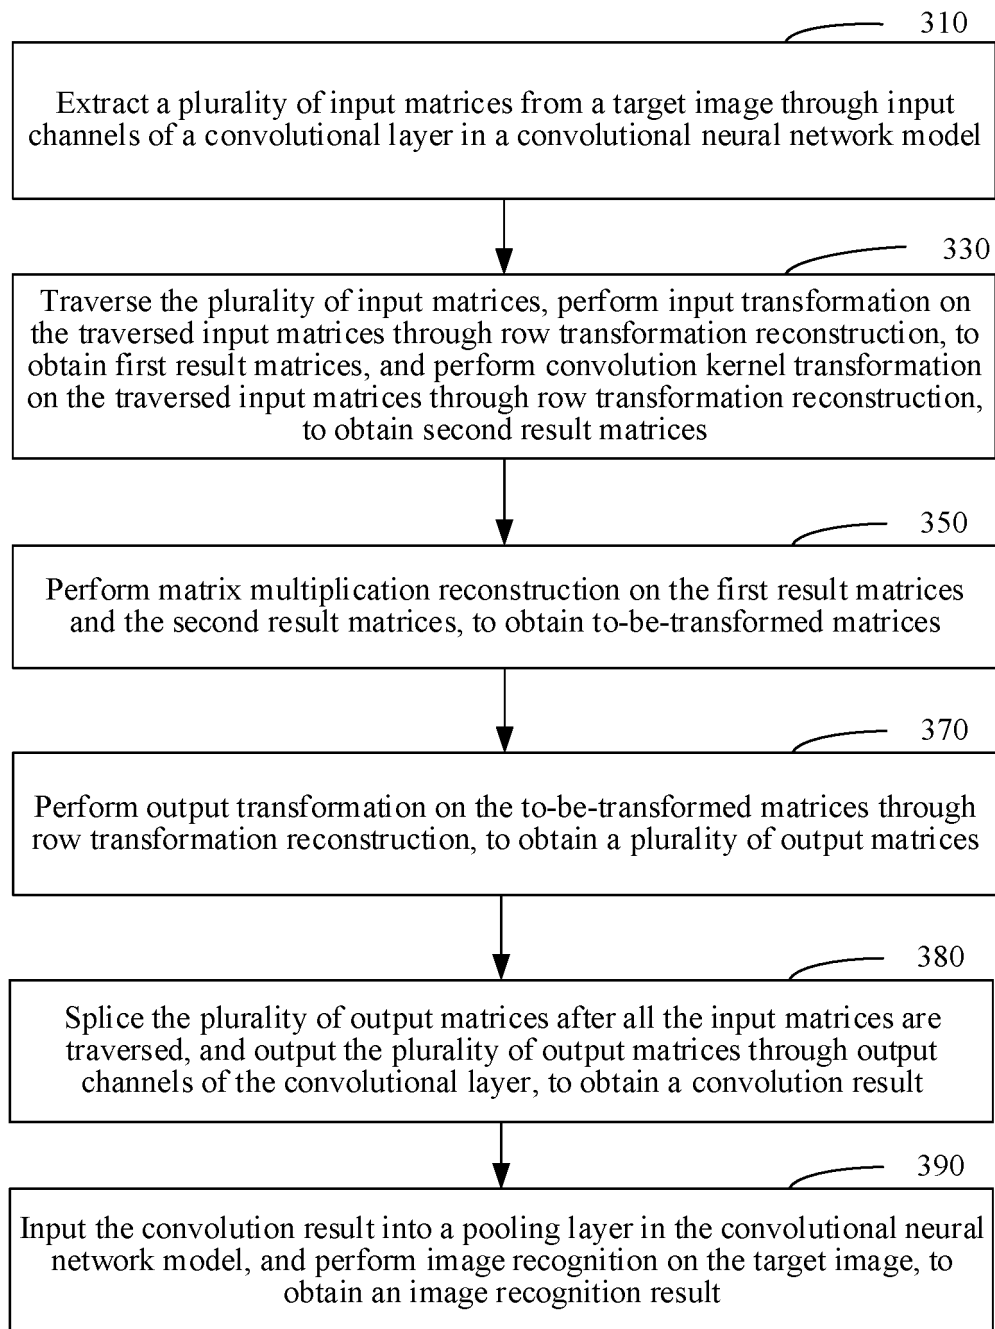 310
Extract a plurality of input matrices from a target image through input
channels of a convolutional layer in a convolutional neural network model
330
Traverse the plurality of input matrices, perform input transformation on
the traversed input matrices through row transformation reconstruction, to
obtain first result matrices, and perform convolution kernel transformation
on the traversed input matrices through row transformation reconstruction,
to obtain second result matrices
350
Perform matrix multiplication reconstruction on the first result matrices
and the second result matrices, to obtain to-be-transformed matrices
370
Perform output transformation on the to-be-transformed matrices through
row transformation reconstruction, to obtain a plurality of output matrices
380
Splice the plurality of output matrices after all the input matrices are
traversed, and output the plurality of output matrices through output
channels of the convolutional layer, to obtain a convolution result
390
Input the convolution result into a pooling layer in the convolutional neural
network model, and perform image recognition on the target image, to
obtain an image recognition result